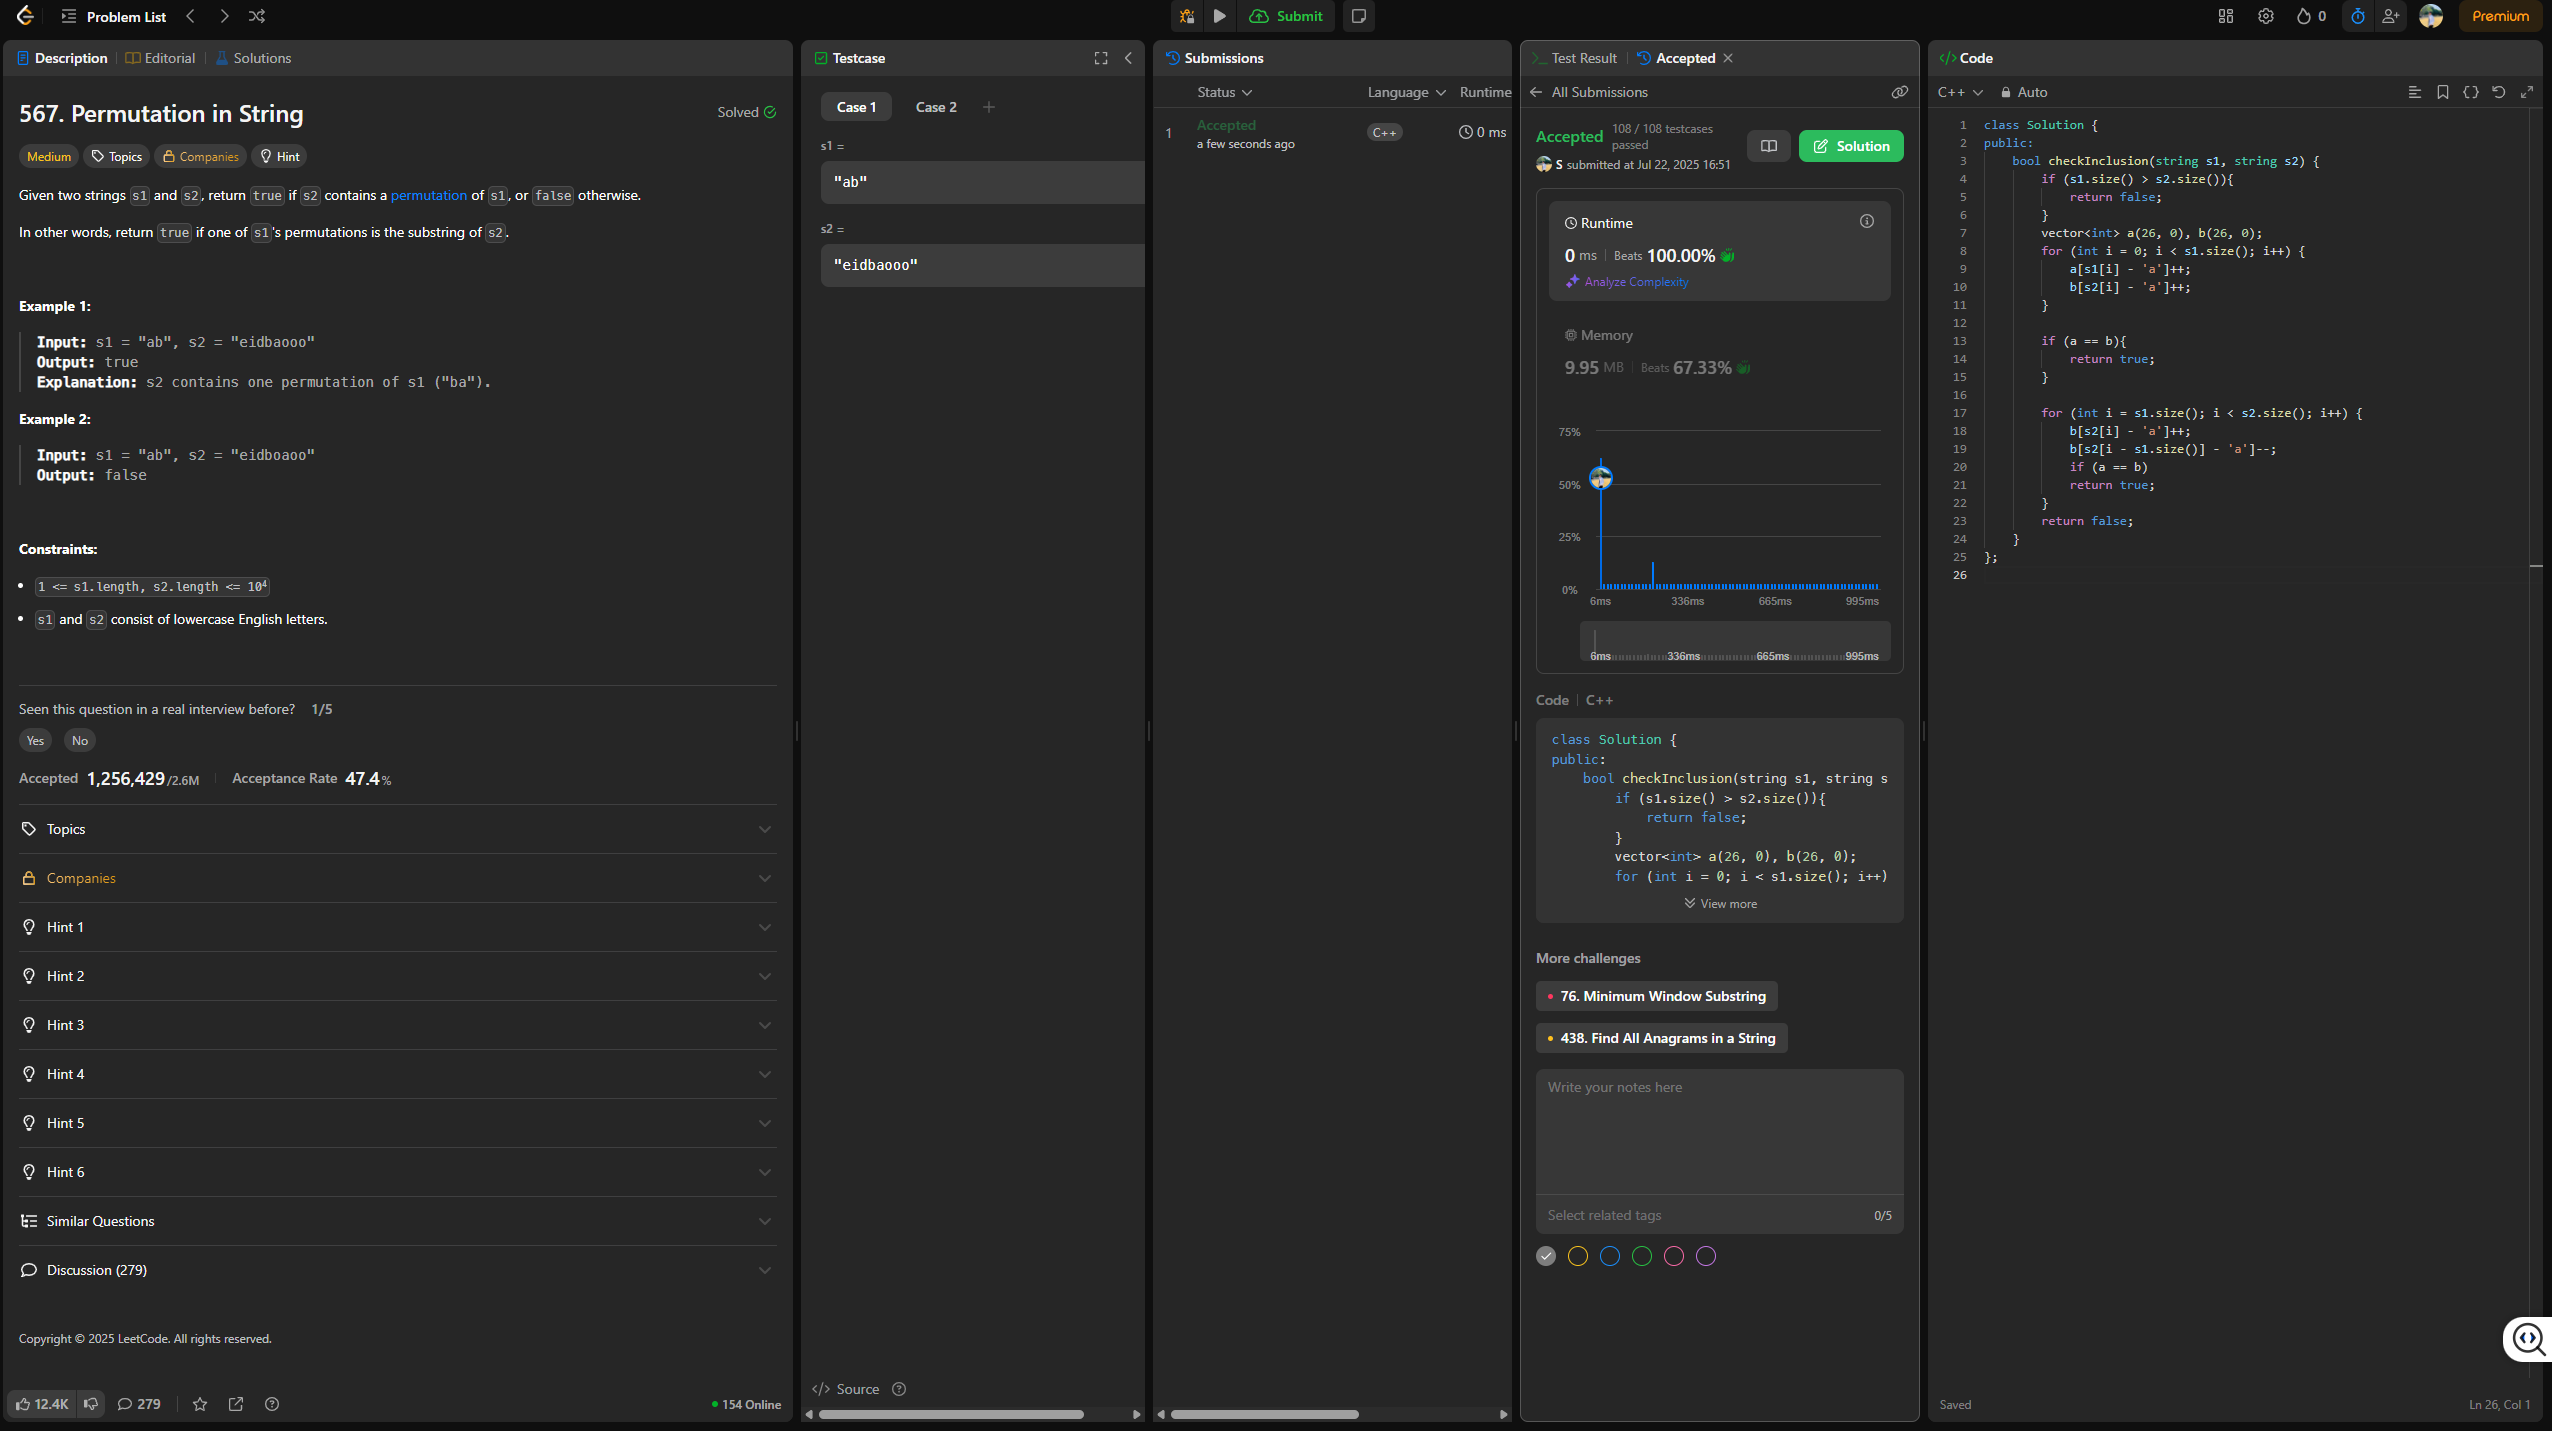 Problem List
Submit
0
Premium
Description
Editorial
Solutions
567. Permutation in String
Solved
Medium
Topics
Companies
Hint
Given two strings s1 and s2, return true if s2 contains a permutation of s1, or false otherwise.
In other words, return true if one of s1's permutations is the substring of s2.
Example 1:
Input: s1 = "ab", s2 = "eidbaooo"
Output: true
Explanation: s2 contains one permutation of s1 ("ba").
Example 2:
Input: s1 = "ab", s2 = "eidboaoo"
Output: false
Constraints:
1 <= s1.length, s2.length <= 10⁴
s1 and s2 consist of lowercase English letters.
Seen this question in a real interview before? 1/5
Yes
No
Accepted 1,256,429/2.6M
Acceptance Rate 47.4%
Topics
Companies
Hint 1
Hint 2
Hint 3
Hint 4
Hint 5
Hint 6
Similar Questions
Discussion (279)
Copyright © 2025 LeetCode. All rights reserved.
12.4K
279
154 Online
Testcase
Case 1
Case 2
s1 =
"ab"
s2 =
"eidbaooo"
Source
Submissions
Status
Language
Runtime
1
Accepted
a few seconds ago
C++
0 ms
Test Result
Accepted
All Submissions
Accepted
108 / 108 testcases passed
S submitted at Jul 22, 2025 16:51
Solution
Runtime
0 ms | Beats 100.00%
Analyze Complexity
Memory
9.95 MB | Beats 67.33%
75%
50%
25%
0%
6ms 336ms 665ms 995ms
6ms 336ms 665ms 995ms
Code | C++
class Solution {
public:
    bool checkInclusion(string s1, string s
        if (s1.size() > s2.size()){
            return false;
        }
        vector<int> a(26, 0), b(26, 0);
        for (int i = 0; i < s1.size(); i++)
View more
More challenges
76. Minimum Window Substring
438. Find All Anagrams in a String
Write your notes here
Select related tags
0/5
Code
C++
Auto
1 class Solution {
2 public:
3     bool checkInclusion(string s1, string s2) {
4         if (s1.size() > s2.size()){
5             return false;
6         }
7         vector<int> a(26, 0), b(26, 0);
8         for (int i = 0; i < s1.size(); i++) {
9             a[s1[i] - 'a']++;
10             b[s2[i] - 'a']++;
11         }
12
13         if (a == b){
14             return true;
15         }
16
17         for (int i = s1.size(); i < s2.size(); i++) {
18             b[s2[i] - 'a']++;
19             b[s2[i - s1.size()] - 'a']--;
20             if (a == b)
21             return true;
22         }
23         return false;
24     }
25 };
26
Saved
Ln 26, Col 1